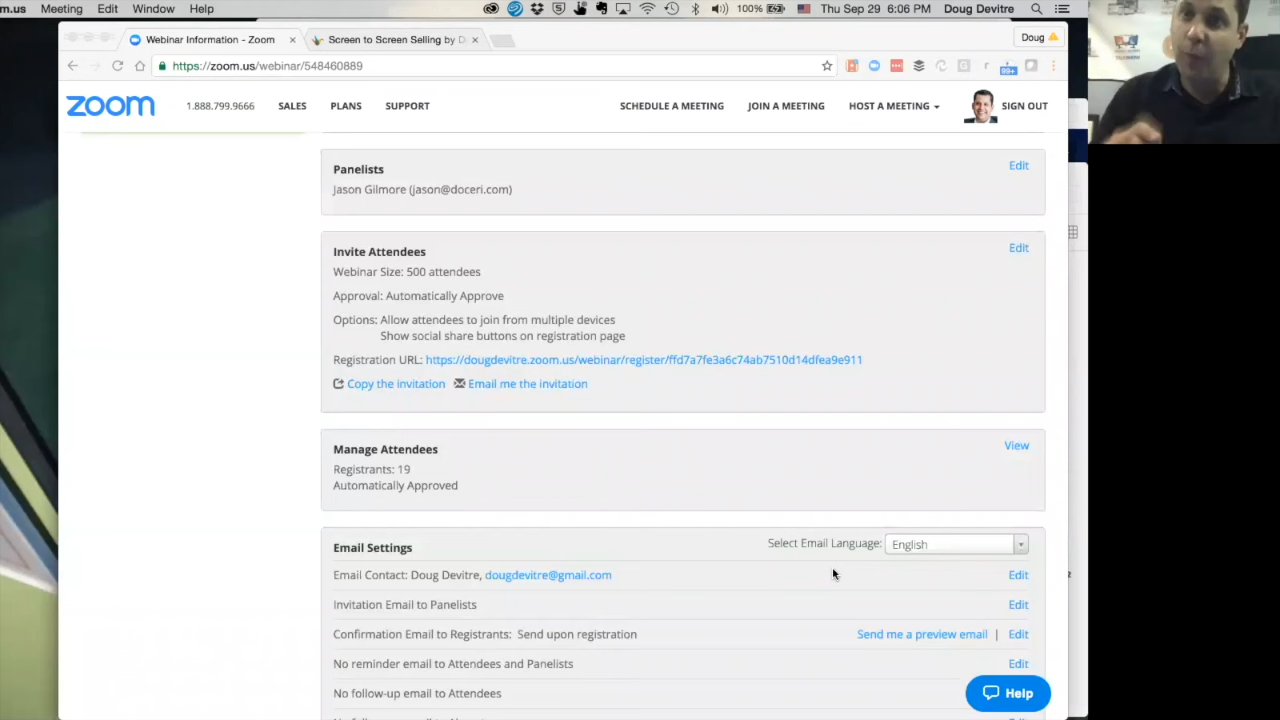 m.us Meeting Edit Window Help 100% Thu Sep 29 6:06 PM Doug Devitre
Webinar Information - Zoom × Screen to Screen Selling by D × Doug
https://zoom.us/webinar/548460889 99+
zoom 1.888.799.9666 SALES PLANS SUPPORT SCHEDULE A MEETING JOIN A MEETING HOST A MEETING SIGN OUT
Panelists Edit
Jason Gilmore (jason@doceri.com)
Invite Attendees Edit
Webinar Size: 500 attendees
Approval: Automatically Approve
Options: Allow attendees to join from multiple devices
Show social share buttons on registration page
Registration URL: https://dougdevitre.zoom.us/webinar/register/ffd7a7fe3a6c74ab7510d14dfea9e911
Copy the invitation Email me the invitation
Manage Attendees View
Registrants: 19
Automatically Approved
Email Settings Select Email Language: English
Email Contact: Doug Devitre, dougdevitre@gmail.com Edit
Invitation Email to Panelists Edit
Confirmation Email to Registrants: Send upon registration Send me a preview email | Edit
No reminder email to Attendees and Panelists Edit
No follow-up email to Attendees
Help